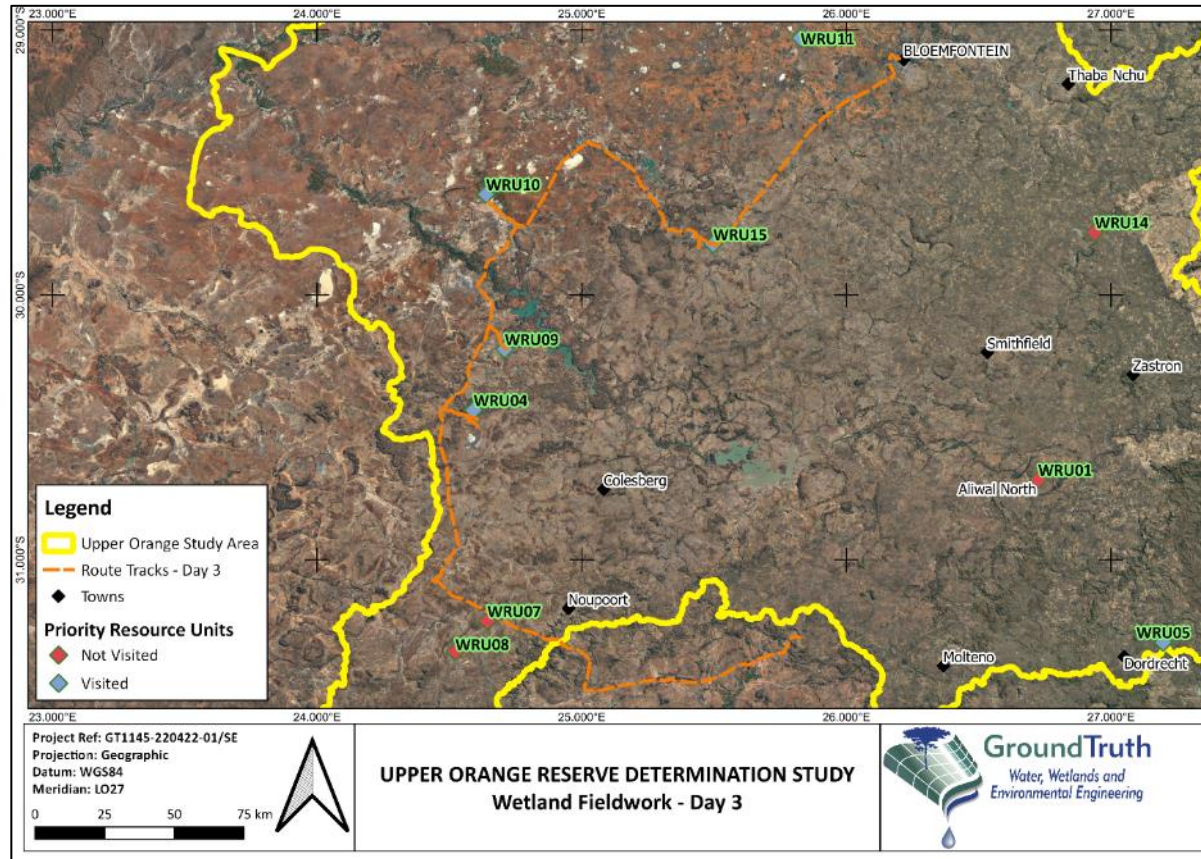 23.000°E 24.000°E 25.000°E 26.000°E 27.000°E
29.000°S
WRU11
BLOEMFONTEIN
Thaba Nchu
WRU10
WRU15
WRU14
30.000°S
WRU09
Smithfield
Zastron
WRU04
Colesberg
WRU01
Aliwal North
31.000°S
Noupoort
WRU07
WRU08
WRU05
Molteno
Dordrecht
Legend
Upper Orange Study Area
Route Tracks - Day 3
Towns
Priority Resource Units
Not Visited
Visited
23.000°E 24.000°E 25.000°E 26.000°E 27.000°E
Project Ref: GT1145-220422-01/SE
Projection: Geographic
Datum: WGS84
Meridian: LO27
0 25 50 75 km
UPPER ORANGE RESERVE DETERMINATION STUDY
Wetland Fieldwork - Day 3
GroundTruth
Water, Wetlands and
Environmental Engineering